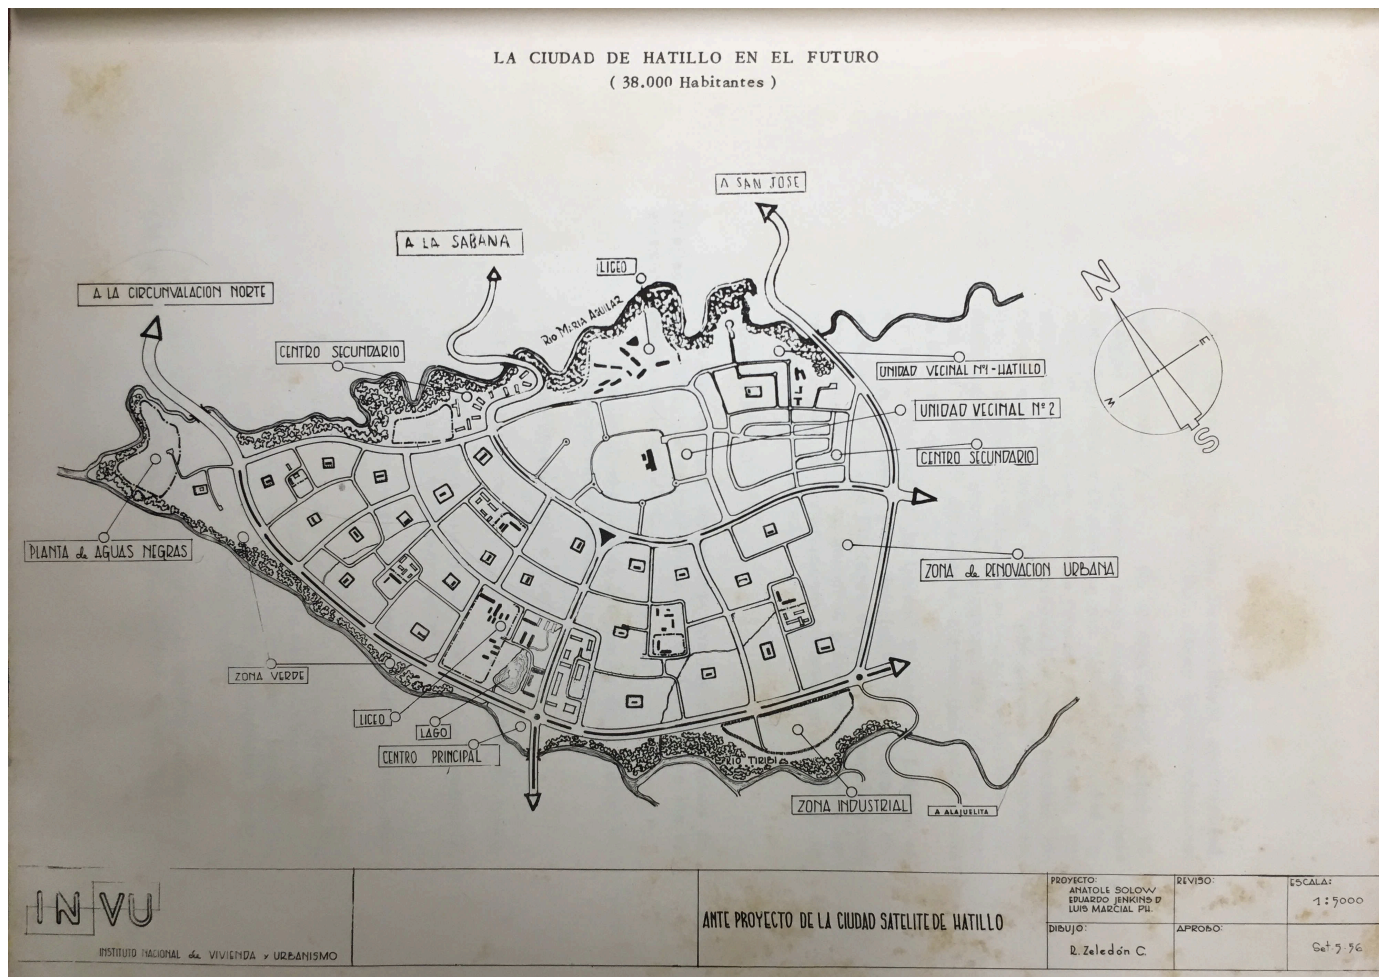 LA CIUDAD DE HATILLO EN EL FUTURO
( 38.000 Habitantes )
A SAN JOSE
A LA SABANA
LICEO
A LA CIRCUNVALACION NORTE
RIO MARIA AGUILAR
CENTRO SECUNDARIO
UNIDAD VECINAL Nº1 - HATILLO
UNIDAD VECINAL Nº 2
CENTRO SECUNDARIO
N
E
W
S
PLANTA de AGUAS NEGRAS
ZONA de RENOVACION URBANA
ZONA VERDE
LICEO
LAGO
CENTRO PRINCIPAL
RIO TIRIBI
ZONA INDUSTRIAL
A ALAJUELITA
INVU
INSTITUTO NACIONAL de VIVIENDA y URBANISMO
ANTE PROYECTO DE LA CIUDAD SATELITE DE HATILLO
PROYECTO:
ANATOLE SOLOW
EDUARDO JENKINS D
LUIS MARCIAL PH.
REVISO:
ESCALA:
1:5000
DIBUJO:
R. Zeledón C.
APROBO:
Set-5-56